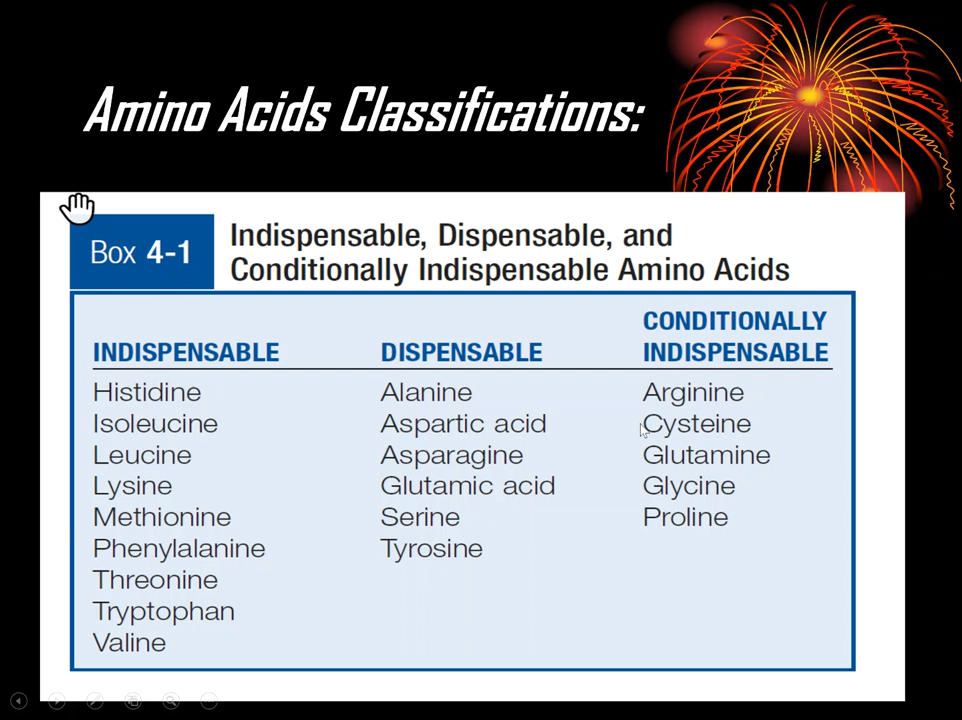 Amino Acids Classifications:
Box 4-1
Indispensable, Dispensable, and
Conditionally Indispensable Amino Acids
INDISPENSABLE
Histidine
Isoleucine
Leucine
Lysine
Methionine
Phenylalanine
Threonine
Tryptophan
Valine
DISPENSABLE
Alanine
Aspartic acid
Asparagine
Glutamic acid
Serine
Tyrosine
CONDITIONALLY
INDISPENSABLE
Arginine
Cysteine
Glutamine
Glycine
Proline